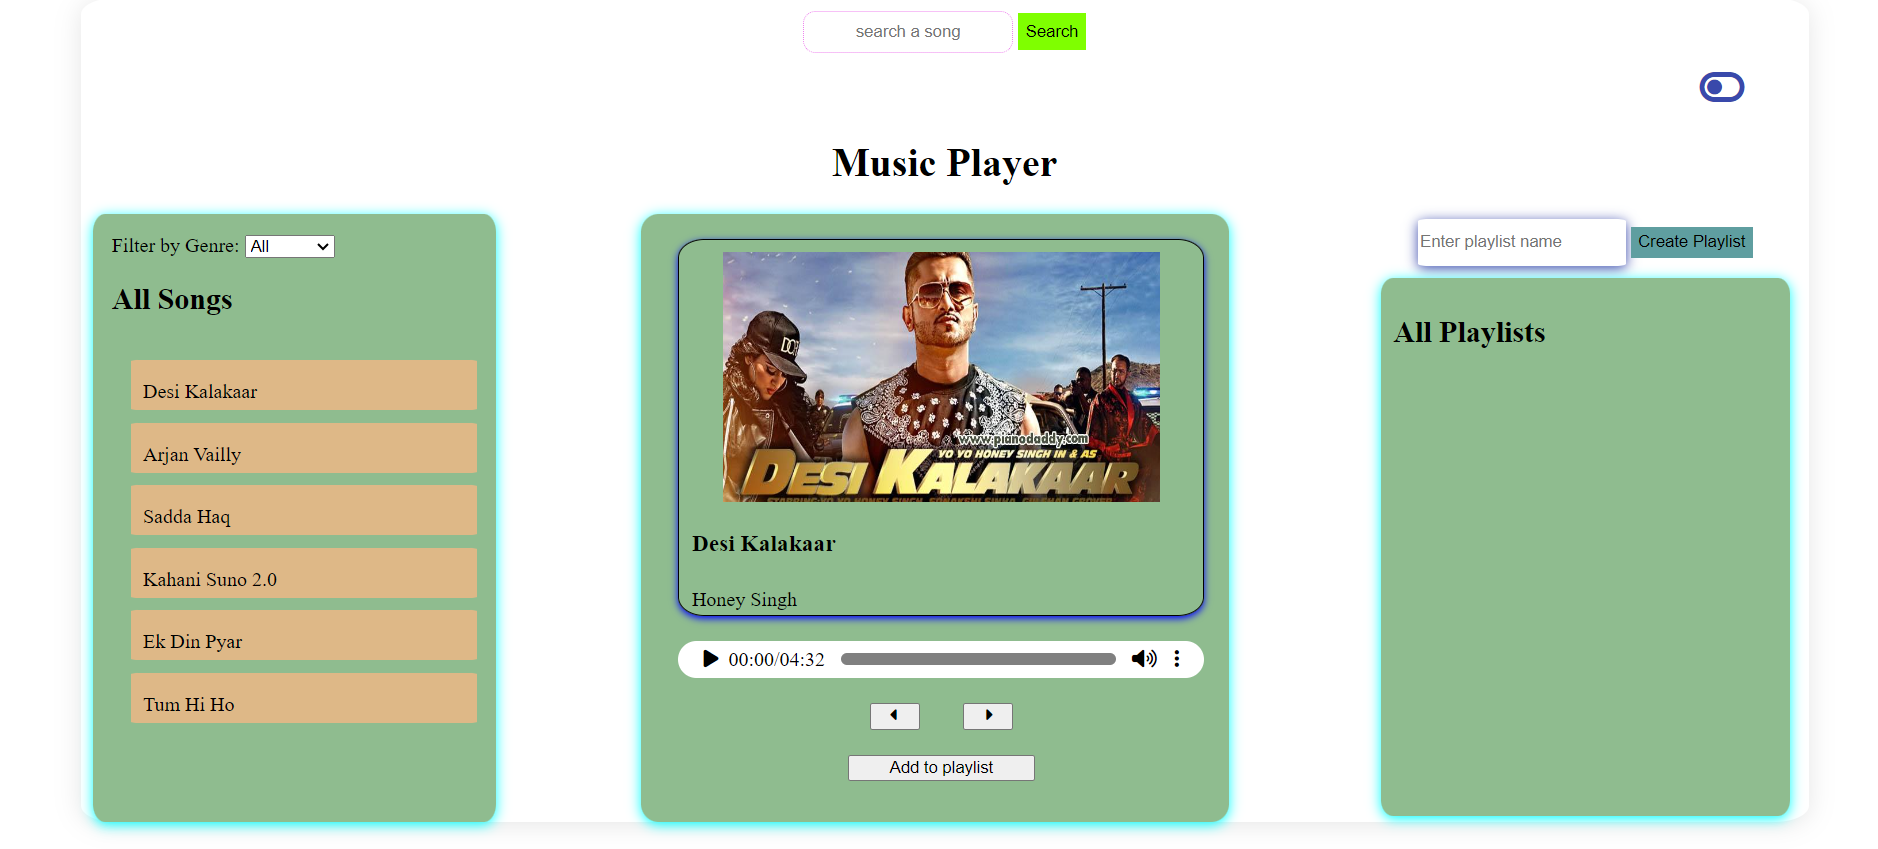 search a song Search
Music Player
Filter by Genre: All
All Songs
Desi Kalakaar
Arjan Vailly
Sadda Haq
Kahani Suno 2.0
Ek Din Pyar
Tum Hi Ho
DOPE
www.pianodaddy.com
YO YO HONEY SINGH IN & AS
DESI KALAKAAR
STARRING YO YO HONEY SINGH, SONAKSHI SINHA, GULSHAN GROVER
Desi Kalakaar
Honey Singh
00:00/04:32
Add to playlist
Enter playlist name Create Playlist
All Playlists